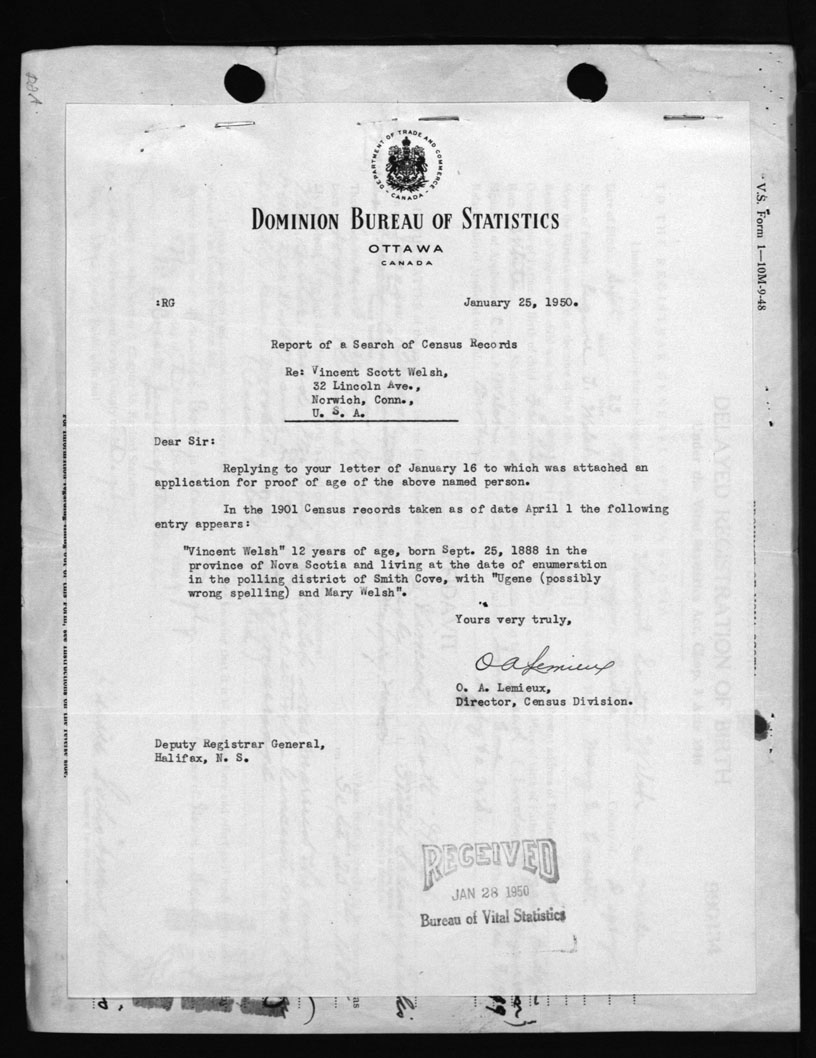 DEPARTMENT OF TRADE AND COMMERCE
CANADA
DOMINION BUREAU OF STATISTICS
OTTAWA
CANADA
V.S. Form 1—10M-9-48
:RG
January 25, 1950.
Report of a Search of Census Records
Re: Vincent Scott Welsh,
32 Lincoln Ave.,
Norwich, Conn.,
U. S. A.
Dear Sir:
Replying to your letter of January 16 to which was attached an
application for proof of age of the above named person.
In the 1901 Census records taken as of date April 1 the following
entry appears:
"Vincent Welsh" 12 years of age, born Sept. 25, 1888 in the
province of Nova Scotia and living at the date of enumeration
in the polling district of Smith Cove, with "Ugene (possibly
wrong spelling) and Mary Welsh".
Yours very truly,
O A Lemieux
O. A. Lemieux,
Director, Census Division.
Deputy Registrar General,
Halifax, N. S.
RECEIVED
JAN 28 1950
Bureau of Vital Statistics
DELAYED REGISTRATION OF BIRTH